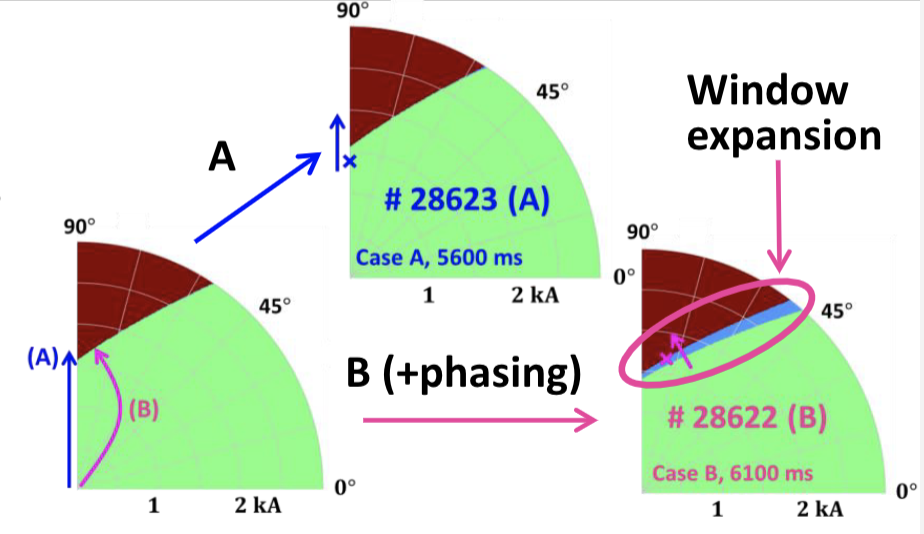 90°
45°
A
# 28623 (A)
Case A, 5600 ms
0°
1
2 kA
Window
expansion
90°
45°
(A)
(B)
0°
1
2 kA
B (+phasing)
90°
45°
# 28622 (B)
Case B, 6100 ms
0°
1
2 kA